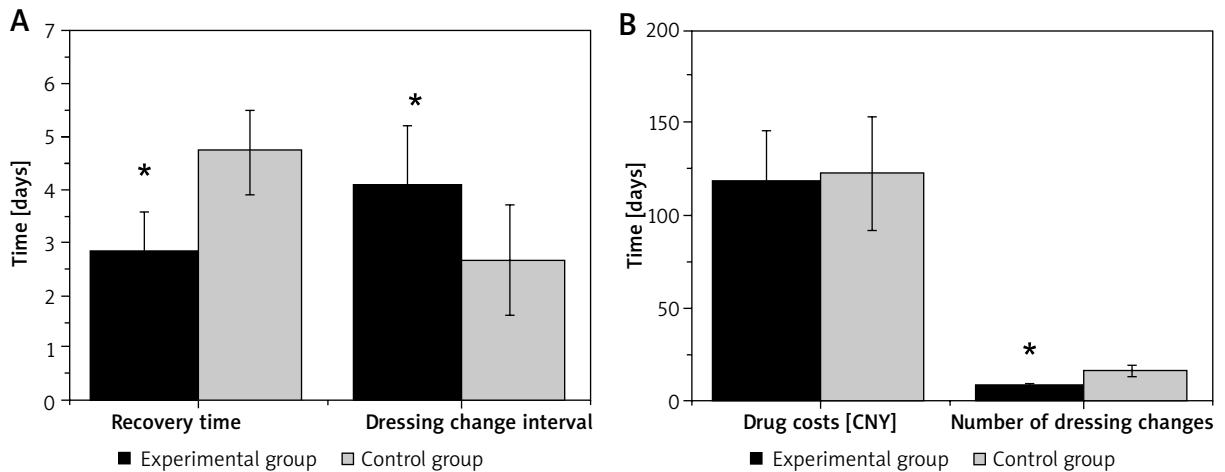 A
Time [days]
7
6
5
4
3
2
1
0
*
*
Recovery time
Dressing change interval
Experimental group
Control group
B
Time [days]
200
150
100
50
0
*
Drug costs [CNY]
Number of dressing changes
Experimental group
Control group